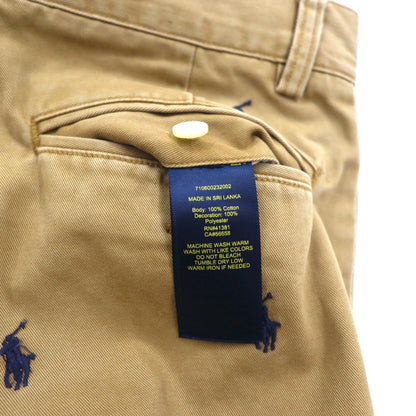 710800232002
MADE IN SRI LANKA
Body: 100% Cotton
Decoration: 100%
Polyester
RN#41381
CA#56658
MACHINE WASH WARM
WASH WITH LIKE COLORS
DO NOT BLEACH
TUMBLE DRY LOW
WARM IRON IF NEEDED